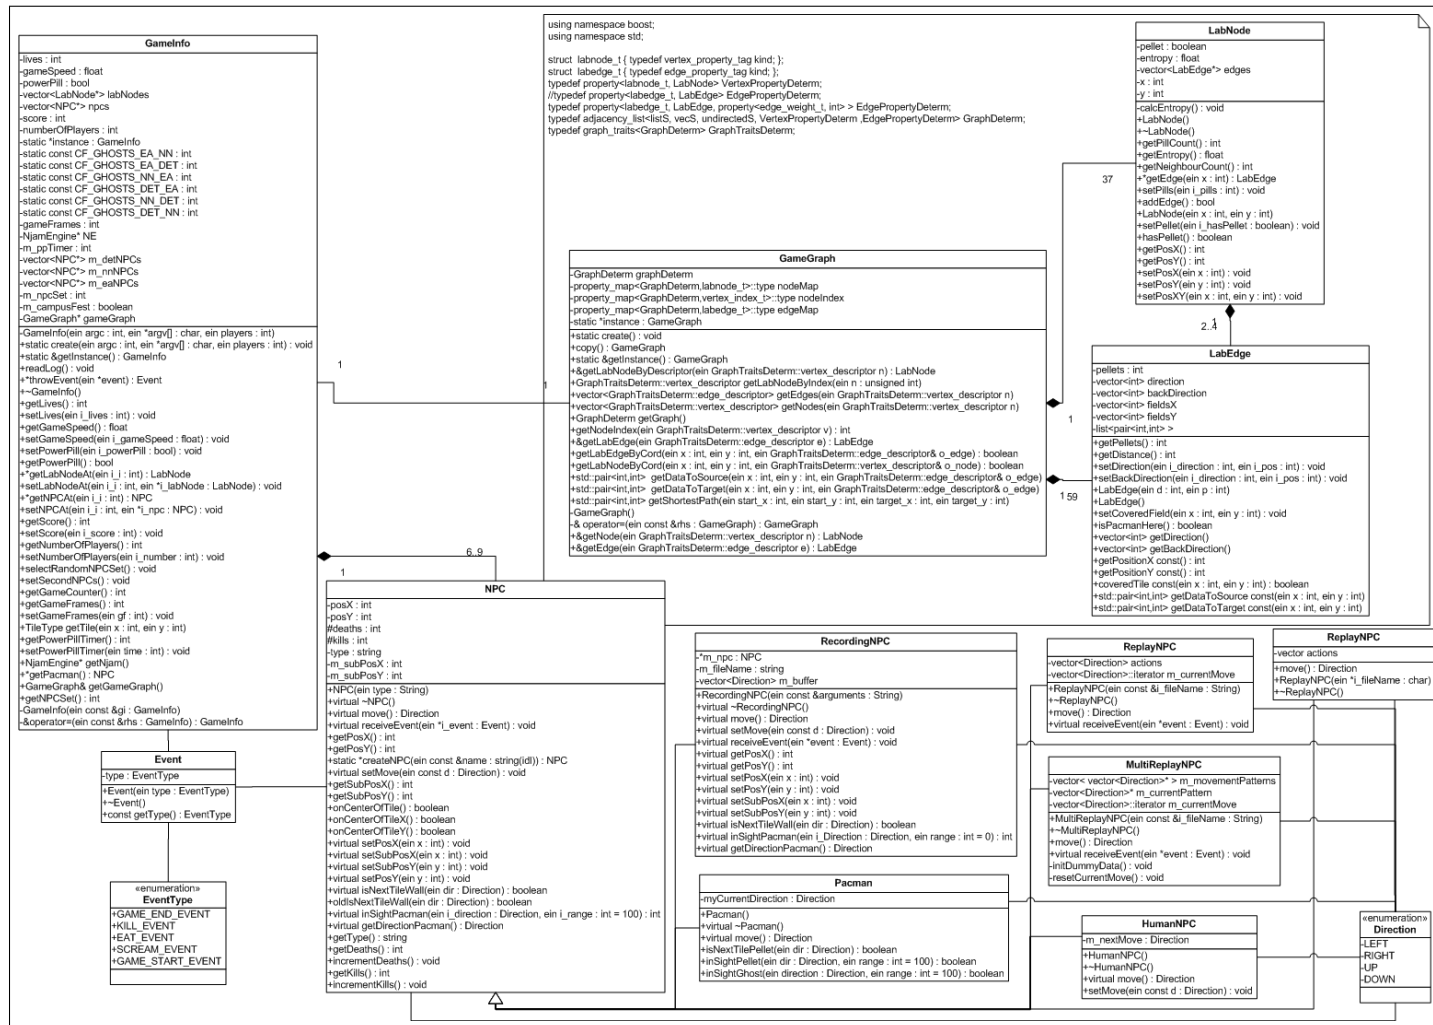 using namespace boost;
using namespace std;
struct labnode_t { typedef vertex_property_tag kind; };
struct labedge_t { typedef edge_property_tag kind; };
typedef property<labnode_t, LabNode> VertexPropertyDeterm;
//typedef property<labedge_t, LabEdge> EdgePropertyDeterm;
typedef property<labedge_t, LabEdge, property<edge_weight_t, int> > EdgePropertyDeterm;
typedef adjacency_list<listS, vecS, undirectedS, VertexPropertyDeterm ,EdgePropertyDeterm> GraphDeterm;
typedef graph_traits<GraphDeterm> GraphTraitsDeterm;
GameInfo
-lives : int
-gameSpeed : float
-powerPill : bool
-vector<LabNode*> labNodes
-vector<NPC*> npcs
-score : int
-numberOfPlayers : int
-static *instance : GameInfo
-static const CF_GHOSTS_EA_NN : int
-static const CF_GHOSTS_EA_DET : int
-static const CF_GHOSTS_NN_EA : int
-static const CF_GHOSTS_DET_EA : int
-static const CF_GHOSTS_NN_DET : int
-static const CF_GHOSTS_DET_NN : int
-gameFrames : int
-NjamEngine* NE
-m_ppTimer : int
-vector<NPC*> m_detNPCs
-vector<NPC*> m_nnNPCs
-vector<NPC*> m_eaNPCs
-m_npcSet : int
-m_campusFest : boolean
-GameGraph* gameGraph
-GameInfo(ein argc : int, ein *argv[] : char, ein players : int)
+static create(ein argc : int, ein *argv[] : char, ein players : int) : void
+static &getInstance() : GameInfo
+readLog() : void
+*throwEvent(ein *event) : Event
+~GameInfo()
+getLives() : int
+setLives(ein i_lives : int) : void
+getGameSpeed() : float
+setGameSpeed(ein i_gameSpeed : float) : void
+setPowerPill(ein i_powerPill : bool) : void
+getPowerPill() : bool
+*getLabNodeAt(ein i_i : int) : LabNode
+setLabNodeAt(ein i_i : int, ein *i_labNode : LabNode) : void
+*getNPCAt(ein i_i : int) : NPC
+setNPCAt(ein i_i : int, ein *i_npc : NPC) : void
+getScore() : int
+setScore(ein i_score : int) : void
+getNumberOfPlayers() : int
+setNumberOfPlayers(ein i_number : int) : void
+selectRandomNPCSet() : void
+setSecondNPCs() : void
+getGameCounter() : int
+getGameFrames() : int
+setGameFrames(ein gf : int) : void
+TileType getTile(ein x : int, ein y : int)
+getPowerPillTimer() : int
+setPowerPillTimer(ein time : int) : void
+NjamEngine* getNjam()
+*getPacman() : NPC
+GameGraph& getGameGraph()
+getNPCSet() : int
-GameInfo(ein const &gi : GameInfo)
-&operator=(ein const &rhs : GameInfo) : GameInfo
1
1
GameGraph
-GraphDeterm graphDeterm
-property_map<GraphDeterm,labnode_t>::type nodeMap
-property_map<GraphDeterm,vertex_index_t>::type nodeIndex
-property_map<GraphDeterm,labedge_t>::type edgeMap
-static *instance : GameGraph
+static create() : void
+copy() : GameGraph
+static &getInstance() : GameGraph
+&getLabNodeByDescriptor(ein GraphTraitsDeterm::vertex_descriptor n) : LabNode
+GraphTraitsDeterm::vertex_descriptor getLabNodeByIndex(ein n : unsigned int)
+vector<GraphTraitsDeterm::edge_descriptor> getEdges(ein GraphTraitsDeterm::vertex_descriptor n)
+vector<GraphTraitsDeterm::vertex_descriptor> getNodes(ein GraphTraitsDeterm::vertex_descriptor n)
+GraphDeterm getGraph()
+getNodeIndex(ein GraphTraitsDeterm::vertex_descriptor v) : int
+&getLabEdge(ein GraphTraitsDeterm::edge_descriptor e) : LabEdge
+getLabEdgeByCord(ein x : int, ein y : int, ein GraphTraitsDeterm::edge_descriptor& o_edge) : boolean
+getLabNodeByCord(ein x : int, ein y : int, ein GraphTraitsDeterm::vertex_descriptor& o_node) : boolean
+std::pair<int,int> getDataToSource(ein x : int, ein y : int, ein GraphTraitsDeterm::edge_descriptor& o_edge)
+std::pair<int,int> getDataToTarget(ein x : int, ein y : int, ein GraphTraitsDeterm::edge_descriptor& o_edge)
+std::pair<int,int> getShortestPath(ein start_x : int, ein start_y : int, ein target_x : int, ein target_y : int)
-GameGraph()
-& operator=(ein const &rhs : GameGraph) : GameGraph
+&getNode(ein GraphTraitsDeterm::vertex_descriptor n) : LabNode
+&getEdge(ein GraphTraitsDeterm::edge_descriptor e) : LabEdge
37
1
1
59
LabNode
-pellet : boolean
-entropy : float
-vector<LabEdge*> edges
-x : int
-y : int
-calcEntropy() : void
+LabNode()
+~LabNode()
+getPillCount() : int
+getEntropy() : float
+getNeighbourCount() : int
+*getEdge(ein x : int) : LabEdge
+setPills(ein i_pills : int) : void
+addEdge() : bool
+LabNode(ein x : int, ein y : int)
+setPellet(ein i_hasPellet : boolean) : void
+hasPellet() : boolean
+getPosX() : int
+getPosY() : int
+setPosX(ein x : int) : void
+setPosY(ein y : int) : void
+setPosXY(ein x : int, ein y : int) : void
1
2..4
LabEdge
-pellets : int
-vector<int> direction
-vector<int> backDirection
-vector<int> fieldsX
-vector<int> fieldsY
-list<pair<int,int> >
+getPellets() : int
+getDistance() : int
+setDirection(ein i_direction : int, ein i_pos : int) : void
+setBackDirection(ein i_direction : int, ein i_pos : int) : void
+LabEdge(ein d : int, ein p : int)
+LabEdge()
+setCoveredField(ein x : int, ein y : int) : void
+isPacmanHere() : boolean
+vector<int> getDirection()
+vector<int> getBackDirection()
+getPositionX const() : int
+getPositionY const() : int
+coveredTile const(ein x : int, ein y : int) : boolean
+std::pair<int,int> getDataToSource const(ein x : int, ein y : int)
+std::pair<int,int> getDataToTarget const(ein x : int, ein y : int)
6..9
1
NPC
-posX : int
-posY : int
#deaths : int
#kills : int
-type : string
-m_subPosX : int
-m_subPosY : int
+NPC(ein type : String)
+virtual ~NPC()
+virtual move() : Direction
+virtual receiveEvent(ein *i_event : Event) : void
+getPosX() : int
+getPosY() : int
+static *createNPC(ein const &name : string(idl)) : NPC
+virtual setMove(ein const d : Direction) : void
+getSubPosX() : int
+getSubPosY() : int
+onCenterOfTile() : boolean
+onCenterOfTileX() : boolean
+onCenterOfTileY() : boolean
+virtual setPosX(ein x : int) : void
+virtual setSubPosX(ein x : int) : void
+virtual setSubPosY(ein y : int) : void
+virtual setPosY(ein y : int) : void
+virtual isNextTileWall(ein dir : Direction) : boolean
+oldIsNextTileWall(ein dir : Direction) : boolean
+virtual inSightPacman(ein i_direction : Direction, ein i_range : int = 100) : int
+virtual getDirectionPacman() : Direction
+getType() : string
+getDeaths() : int
+incrementDeaths() : void
+getKills() : int
+incrementKills() : void
Event
-type : EventType
+Event(ein type : EventType)
+~Event()
+const getType() : EventType
«enumeration»
EventType
+GAME_END_EVENT
+KILL_EVENT
+EAT_EVENT
+SCREAM_EVENT
+GAME_START_EVENT
RecordingNPC
-*m_npc : NPC
-m_fileName : string
-vector<Direction> m_buffer
+RecordingNPC(ein const &arguments : String)
+virtual ~RecordingNPC()
+virtual move() : Direction
+virtual setMove(ein const d : Direction) : void
+virtual receiveEvent(ein *event : Event) : void
+virtual getPosX() : int
+virtual getPosY() : int
+virtual setPosX(ein x : int) : void
+virtual setPosY(ein y : int) : void
+virtual setSubPosX(ein x : int) : void
+virtual setSubPosY(ein y : int) : void
+virtual isNextTileWall(ein dir : Direction) : boolean
+virtual inSightPacman(ein i_Direction : Direction, ein range : int = 0) : int
+virtual getDirectionPacman() : Direction
Pacman
-myCurrentDirection : Direction
+Pacman()
+virtual ~Pacman()
+virtual move() : Direction
+isNextTilePellet(ein dir : Direction) : boolean
+inSightPellet(ein dir : Direction, ein range : int = 100) : boolean
+inSightGhost(ein direction : Direction, ein range : int = 100) : boolean
ReplayNPC
-vector<Direction> actions
-vector<Direction>::iterator m_currentMove
+ReplayNPC(ein const &i_fileName : String)
+~ReplayNPC()
+move() : Direction
+virtual receiveEvent(ein *event : Event) : void
ReplayNPC
-vector actions
+move() : Direction
+ReplayNPC(ein *i_fileName : char)
+~ReplayNPC()
MultiReplayNPC
-vector< vector<Direction>* > m_movementPatterns
-vector<Direction>* m_currentPattern
-vector<Direction>::iterator m_currentMove
+MultiReplayNPC(ein const &i_fileName : String)
+~MultiReplayNPC()
+move() : Direction
+virtual receiveEvent(ein *event : Event) : void
-initDummyData() : void
-resetCurrentMove() : void
HumanNPC
-m_nextMove : Direction
+HumanNPC()
+~HumanNPC()
+virtual move() : Direction
+setMove(ein const d : Direction) : void
«enumeration»
Direction
-LEFT
-RIGHT
-UP
-DOWN